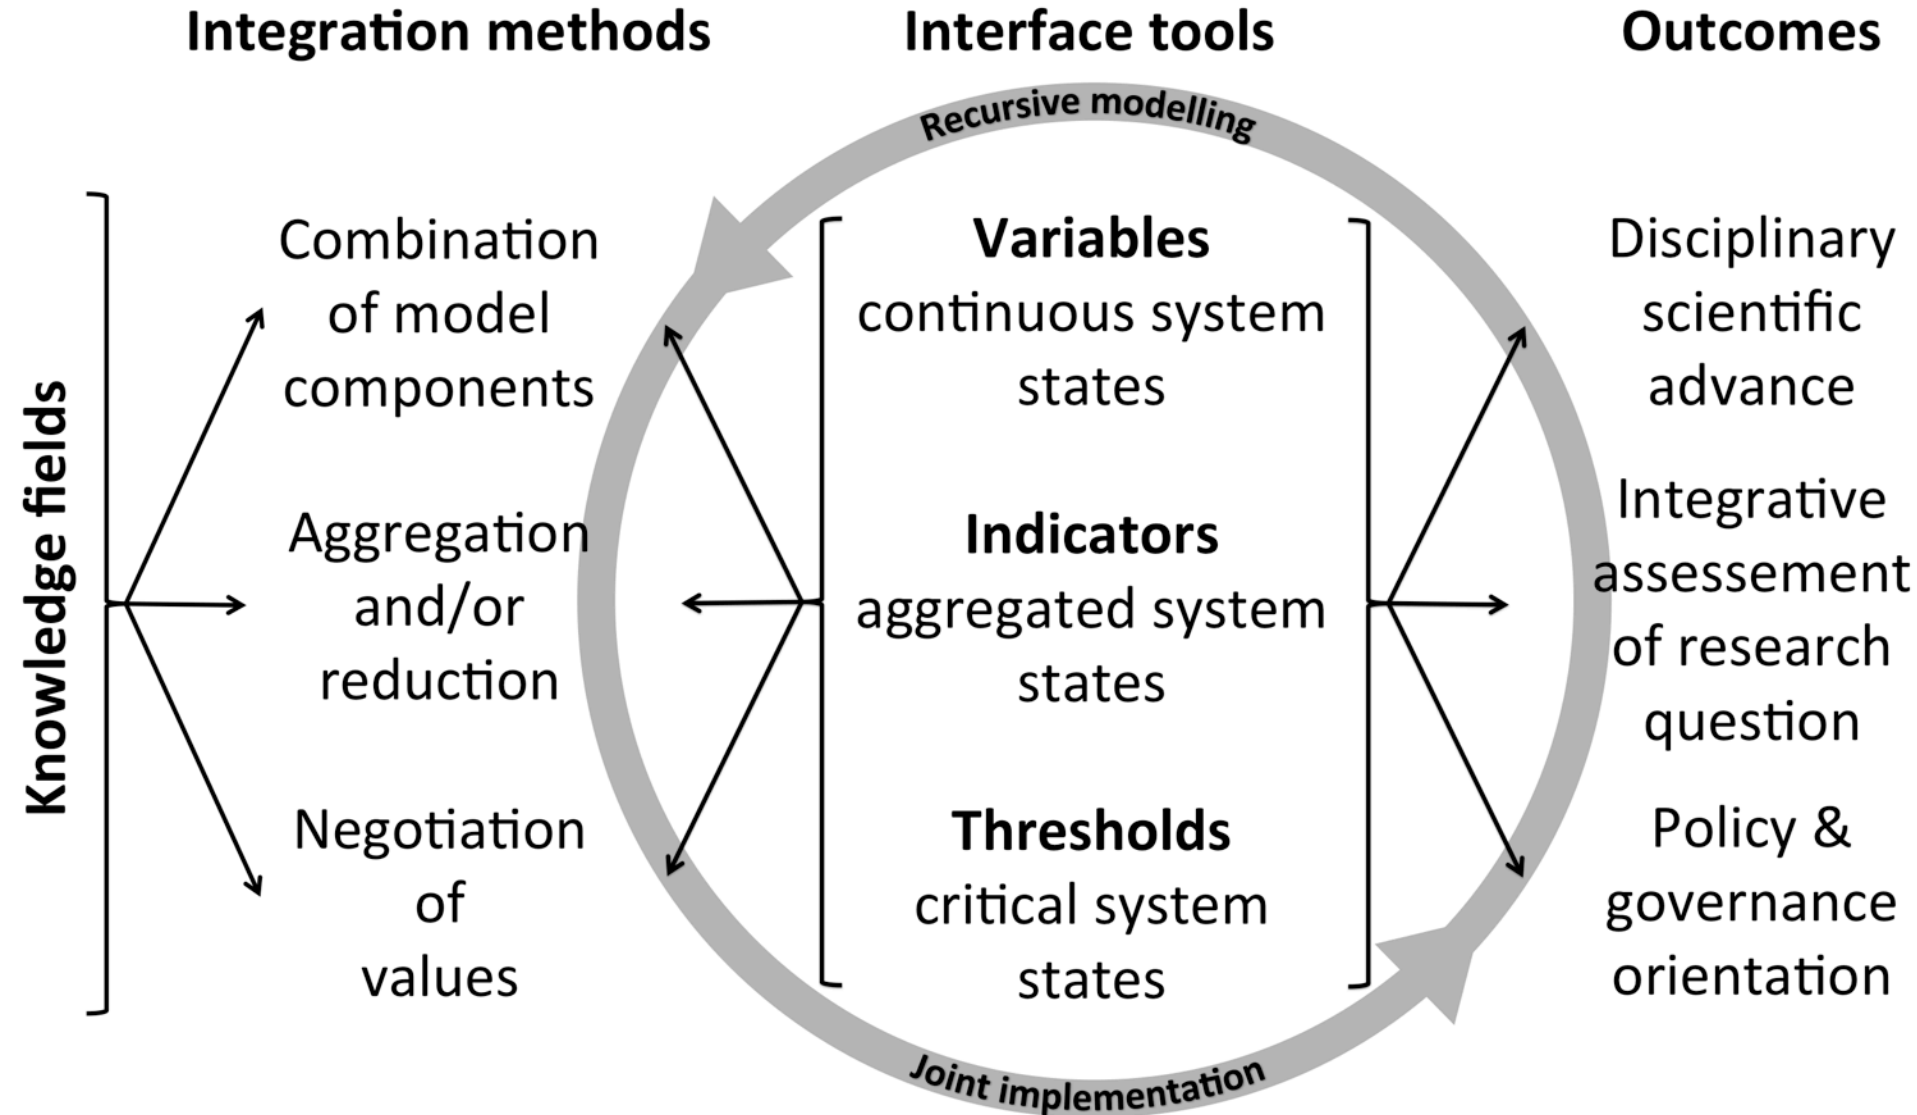 Integration methods
Interface tools
Outcomes
Recursive modelling
Knowledge fields
Combination
of model
components
Aggregation
and/or
reduction
Negotiation
of
values
Variables
continuous system
states
Indicators
aggregated system
states
Thresholds
critical system
states
Disciplinary
scientific
advance
Integrative
assessement
of research
question
Policy &
governance
orientation
Joint implementation